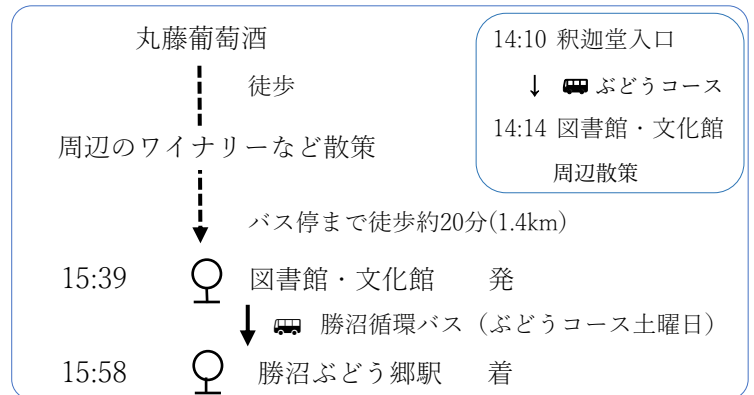 丸藤葡萄酒
徒歩
周辺のワイナリーなど散策
バス停まで徒歩約20分(1.4km)
15:39 図書館・文化館 発
勝沼循環バス（ぶどうコース土曜日）
15:58 勝沼ぶどう郷駅 着
14:10 釈迦堂入口
↓ ぶどうコース
14:14 図書館・文化館
周辺散策